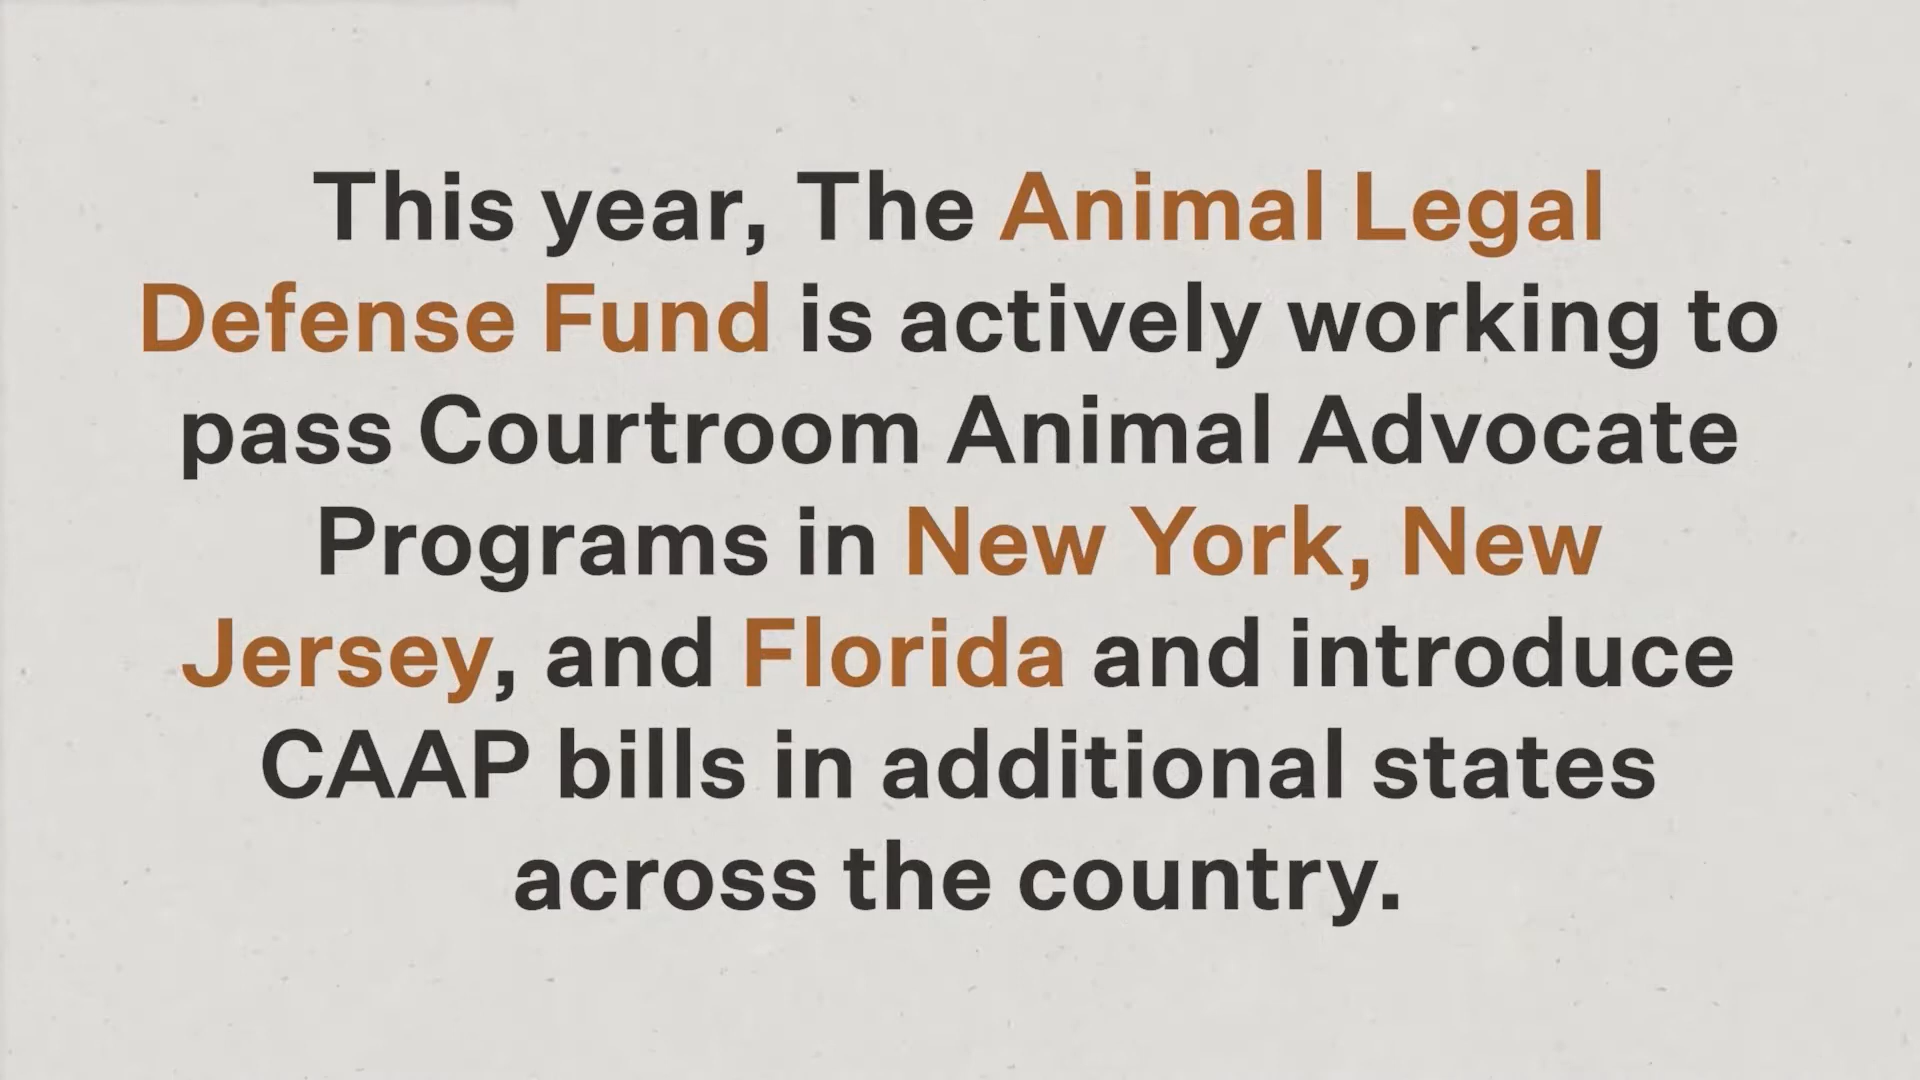 This year, The Animal Legal
Defense Fund is actively working to
pass Courtroom Animal Advocate
Programs in New York, New
Jersey, and Florida and introduce
CAAP bills in additional states
across the country.